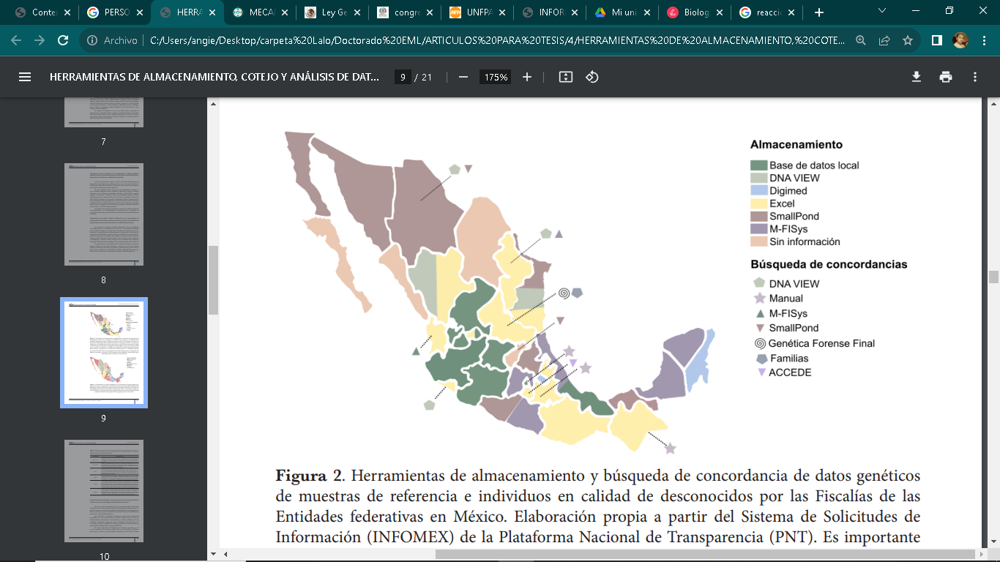 Conte:
PERSO
HERRA
MECAI
Ley Ge
congre
UNFPA
INFOR
Mi uni
Biolog
reacci
Archivo
C:/Users/angie/Desktop/carpeta%20Lalo/Doctorado%20EML/ARTICULOS%20PARA%20TESIS/4/HERRAMIENTAS%20DE%20ALMACENAMIENTO,%20COTE...
HERRAMIENTAS DE ALMACENAMIENTO, COTEJO Y ANÁLISIS DE DAT...
9 / 21
175%
7
8
9
10
Almacenamiento
Base de datos local
DNA VIEW
Digimed
Excel
SmallPond
M-FISys
Sin información
Búsqueda de concordancias
DNA VIEW
Manual
M-FISys
SmallPond
Genética Forense Final
Familias
ACCEDE
Figura 2. Herramientas de almacenamiento y búsqueda de concordancia de datos genéticos
de muestras de referencia e individuos en calidad de desconocidos por las Fiscalías de las
Entidades federativas en México. Elaboración propia a partir del Sistema de Solicitudes de
Información (INFOMEX) de la Plataforma Nacional de Transparencia (PNT). Es importante